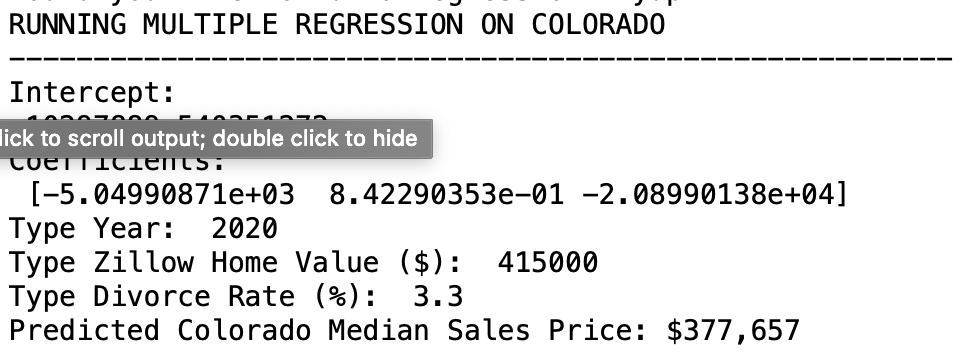 RUNNING MULTIPLE REGRESSION ON COLORADO
--------------------------------------------------------
Intercept:
lick to scroll output; double click to hide
Coefficients:
[-5.04990871e+03 8.42290353e-01 -2.08990138e+04]
Type Year: 2020
Type Zillow Home Value ($): 415000
Type Divorce Rate (%): 3.3
Predicted Colorado Median Sales Price: $377,657